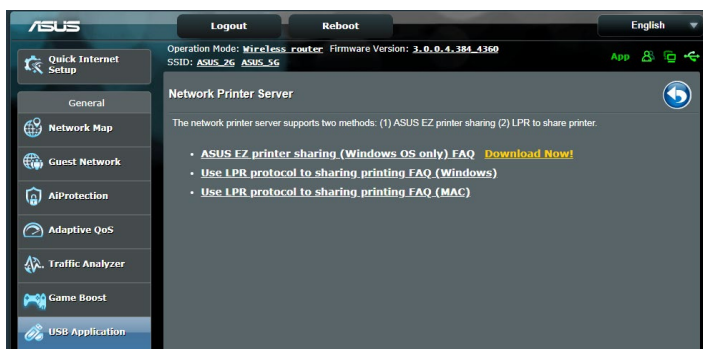 ASUS
Logout
Reboot
English
Operation Mode: Wireless router Firmware Version: 3.0.0.4.384_4360
SSID: ASUS_2G ASUS_5G
App
Quick Internet
Setup
General
Network Map
Guest Network
AiProtection
Adaptive QoS
Traffic Analyzer
Game Boost
USB Application
Network Printer Server
The network printer server supports two methods: (1) ASUS EZ printer sharing (2) LPR to share printer.
ASUS EZ printer sharing (Windows OS only) FAQ Download Now!
Use LPR protocol to sharing printing FAQ (Windows)
Use LPR protocol to sharing printing FAQ (MAC)